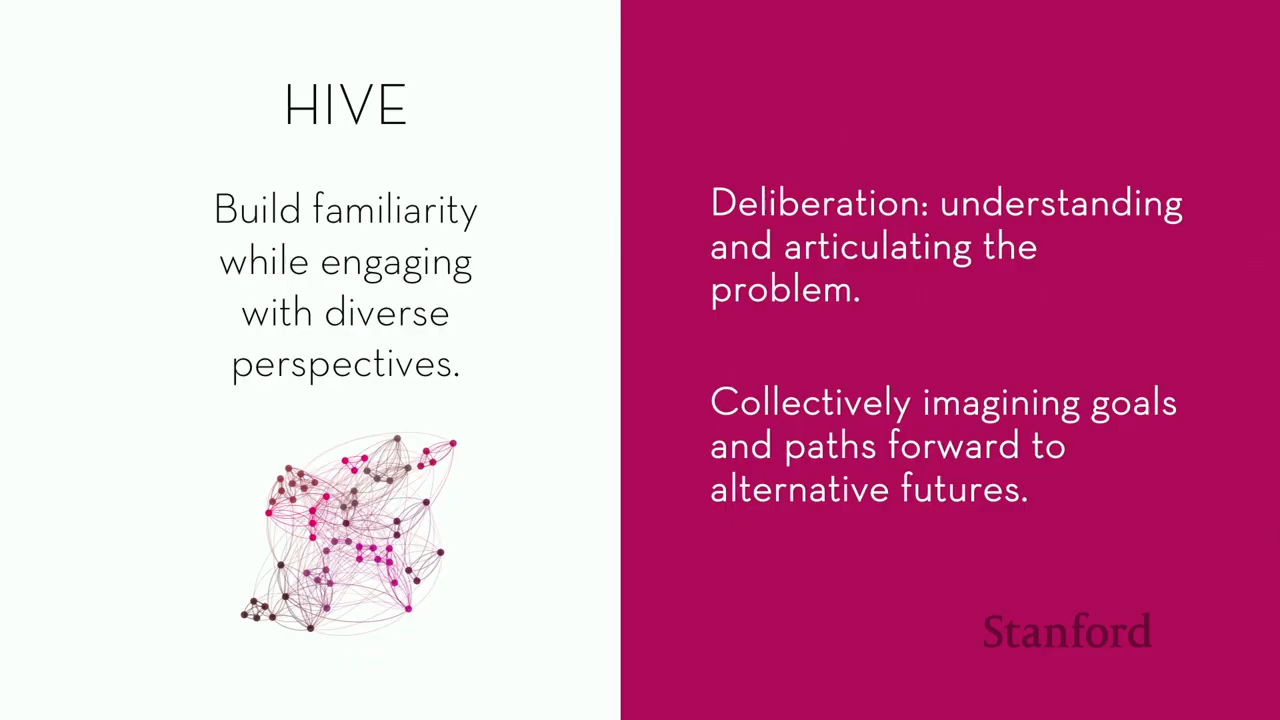 HIVE
Build familiarity
while engaging
with diverse
perspectives.
Deliberation: understanding
and articulating the
problem.
Collectively imagining goals
and paths forward to
alternative futures.
Stanford